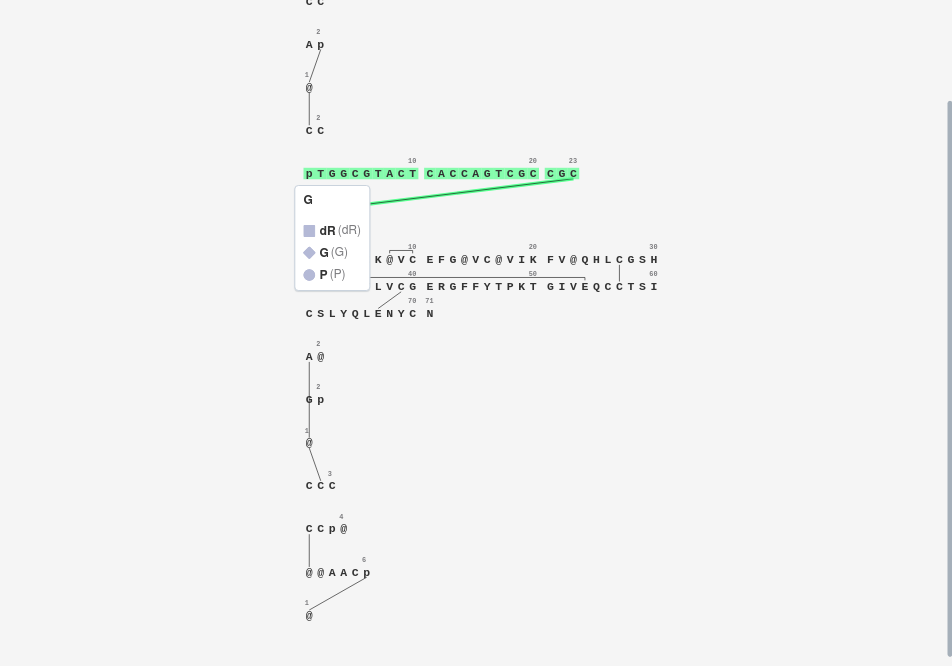 C C
2
A p
1
@
2
C C
10 20 23
p T G G C G T A C T C A C C A G T C G C C G C
G
dR (dR)
G (G)
P (P)
10 20 30
K @ V C E F G @ V C @ V I K F V @ Q H L C G S H
40 50 60
L V C G E R G F F Y T P K T G I V E Q C C T S I
70 71
C S L Y Q L E N Y C N
2
A @
2
G p
1
@
3
C C C
4
C C p @
6
@ @ A A C p
1
@